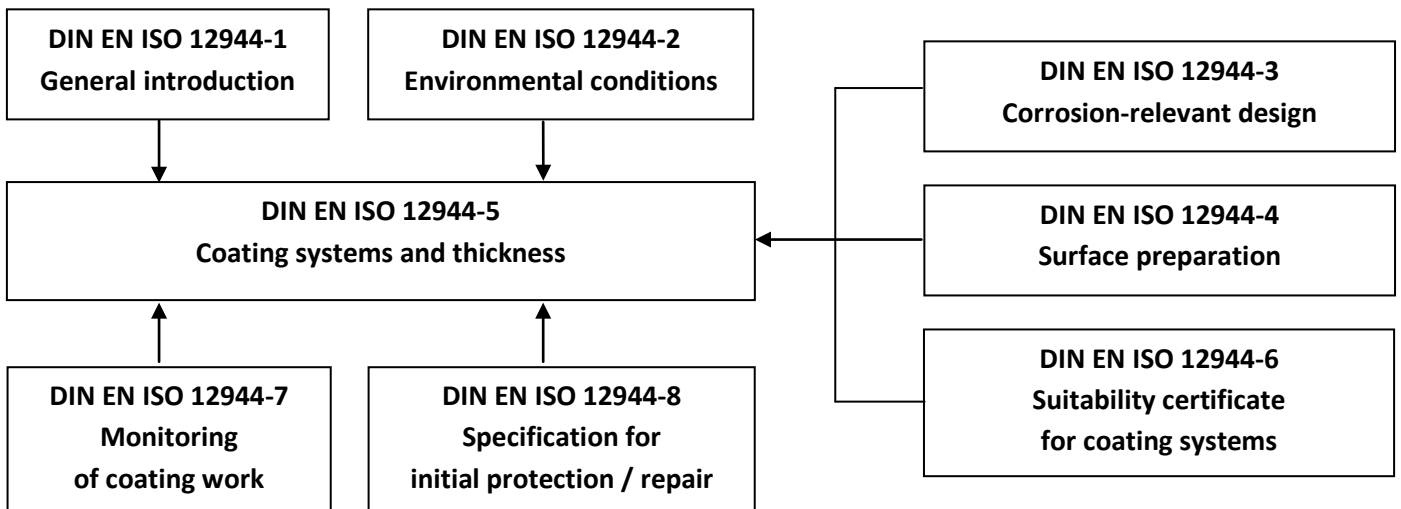 DIN EN ISO 12944-1
General introduction
DIN EN ISO 12944-2
Environmental conditions
DIN EN ISO 12944-3
Corrosion-relevant design
DIN EN ISO 12944-5
Coating systems and thickness
DIN EN ISO 12944-4
Surface preparation
DIN EN ISO 12944-7
Monitoring
of coating work
DIN EN ISO 12944-8
Specification for
initial protection / repair
DIN EN ISO 12944-6
Suitability certificate
for coating systems